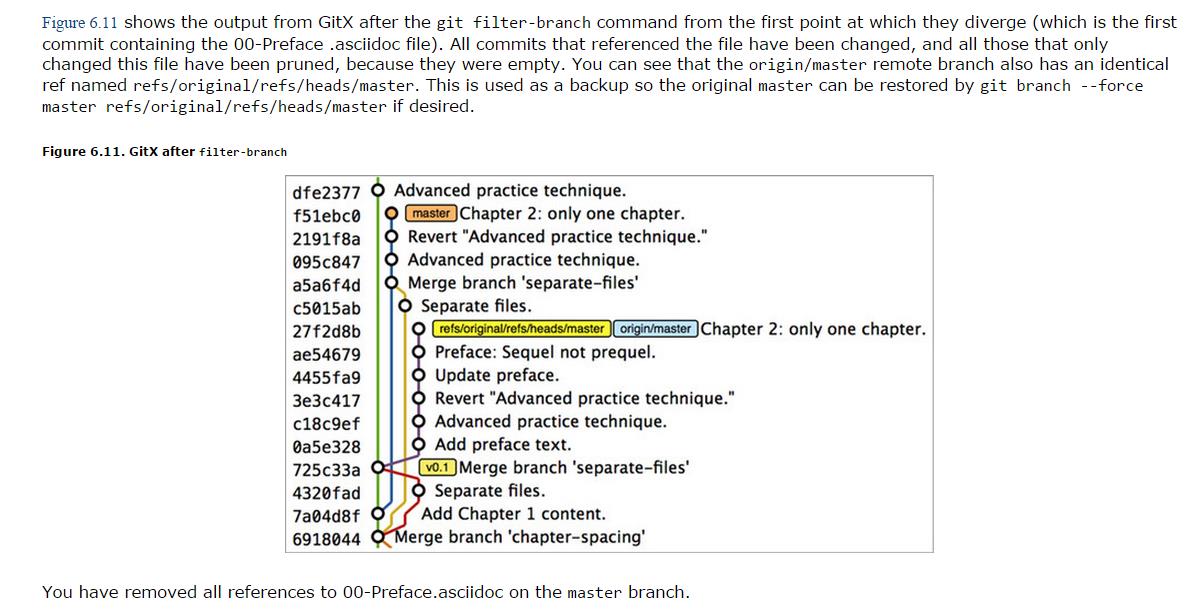 Figure 6.11 shows the output from GitX after the git filter-branch command from the first point at which they diverge (which is the first
commit containing the 00-Preface .asciidoc file). All commits that referenced the file have been changed, and all those that only
changed this file have been pruned, because they were empty. You can see that the origin/master remote branch also has an identical
ref named refs/original/refs/heads/master. This is used as a backup so the original master can be restored by git branch --force
master refs/original/refs/heads/master if desired.
Figure 6.11. GitX after filter-branch
dfe2377 Advanced practice technique.
f51ebc0 master Chapter 2: only one chapter.
2191f8a Revert "Advanced practice technique."
095c847 Advanced practice technique.
a5a6f4d Merge branch 'separate-files'
c5015ab Separate files.
27f2d8b refs/original/refs/heads/master origin/master Chapter 2: only one chapter.
ae54679 Preface: Sequel not prequel.
4455fa9 Update preface.
3e3c417 Revert "Advanced practice technique."
c18c9ef Advanced practice technique.
0a5e328 Add preface text.
725c33a v0.1 Merge branch 'separate-files'
4320fad Separate files.
7a04d8f Add Chapter 1 content.
6918044 Merge branch 'chapter-spacing'
You have removed all references to 00-Preface.asciidoc on the master branch.